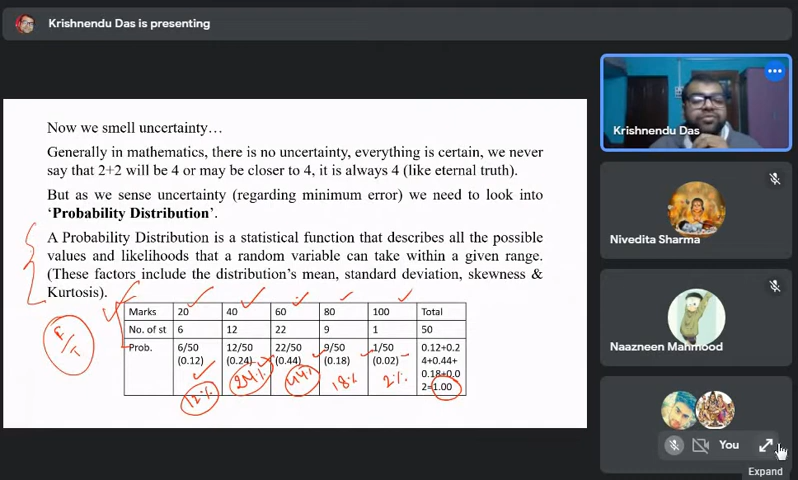 Krishnendu Das is presenting
Now we smell uncertainty…
Generally in mathematics, there is no uncertainty, everything is certain, we never
say that 2+2 will be 4 or may be closer to 4, it is always 4 (like eternal truth).
But as we sense uncertainty (regarding minimum error) we need to look into
‘Probability Distribution’.
A Probability Distribution is a statistical function that describes all the possible
values and likelihoods that a random variable can take within a given range.
(These factors include the distribution's mean, standard deviation, skewness &
Kurtosis).
Marks 20 40 60 80 100 Total
No. of st 6 12 22 9 1 50
Prob. 6/50 12/50 22/50 9/50 1/50 0.12+0.2
(0.12) (0.24) (0.44) (0.18) (0.02) 4+0.44+
0.18+0.0
2=1.00
F/T
12% 24% 44% 18% 2%
Krishnendu Das
Nivedita Sharma
Naazneen Mahmood
You
Expand